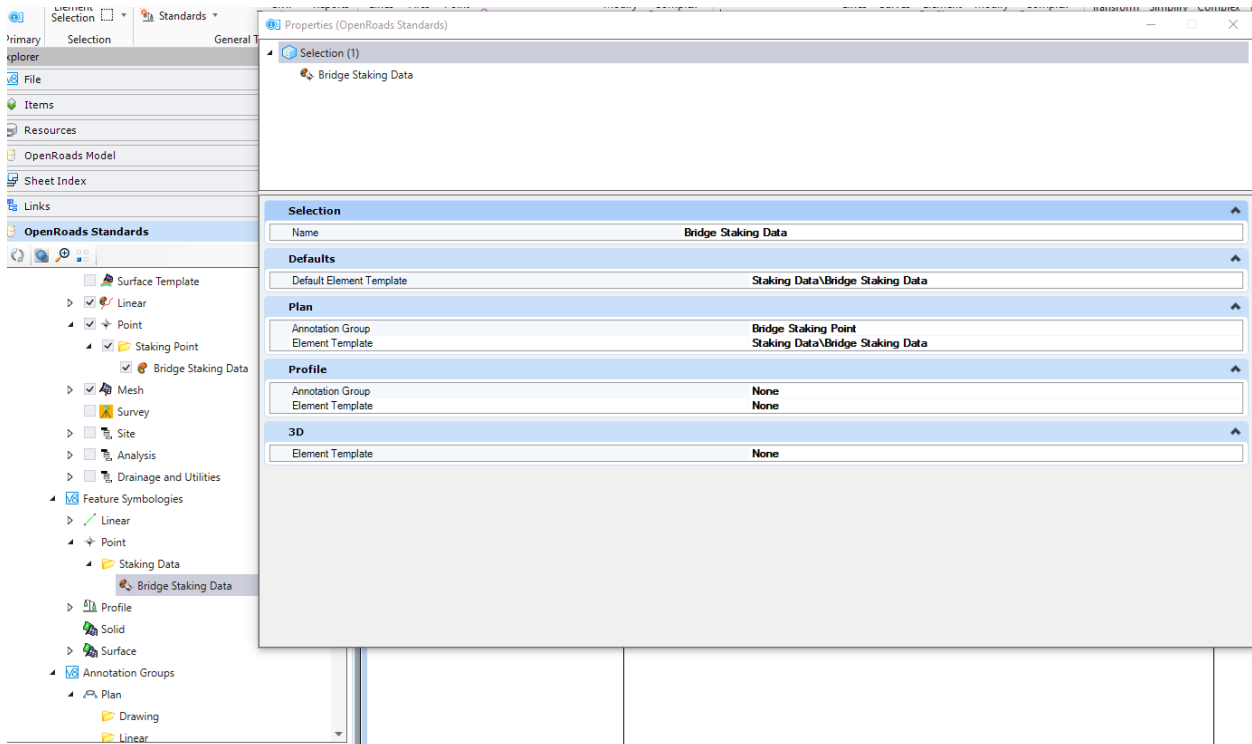 Element
Selection
Standards
Primary
Selection
General T
xplorer
File
Items
Resources
OpenRoads Model
Sheet Index
Links
OpenRoads Standards
Surface Template
Linear
Point
Staking Point
Bridge Staking Data
Mesh
Survey
Site
Analysis
Drainage and Utilities
Feature Symbologies
Linear
Point
Staking Data
Bridge Staking Data
Profile
Solid
Surface
Annotation Groups
Plan
Drawing
Linear
Transform Simplify Complex
Properties (OpenRoads Standards)
Selection (1)
Bridge Staking Data
Selection
Name Bridge Staking Data
Defaults
Default Element Template Staking Data\Bridge Staking Data
Plan
Annotation Group Bridge Staking Point
Element Template Staking Data\Bridge Staking Data
Profile
Annotation Group None
Element Template None
3D
Element Template None